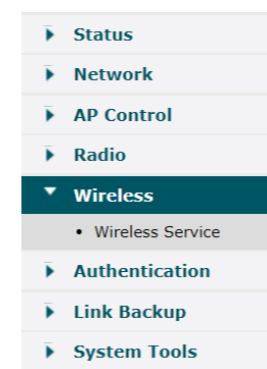 Status
Network
AP Control
Radio
Wireless
• Wireless Service
Authentication
Link Backup
System Tools